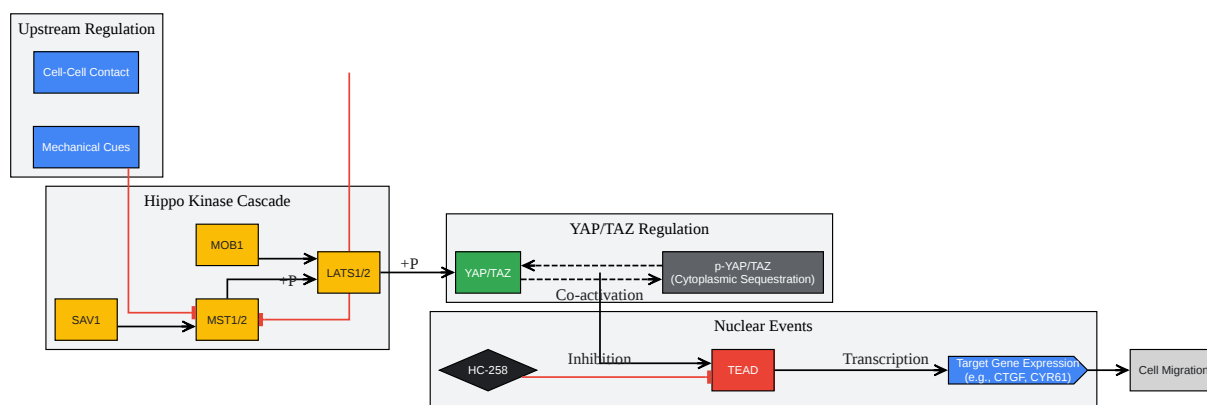 Upstream Regulation
Cell-Cell Contact
Mechanical Cues
Hippo Kinase Cascade
MOB1
LATS1/2
+P
SAV1
MST1/2
+P
YAP/TAZ Regulation
YAP/TAZ
p-YAP/TAZ
(Cytoplasmic Sequestration)
Co-activation
Nuclear Events
HC-258
Inhibition
TEAD
Transcription
Target Gene Expression
(e.g., CTGF, CYR61)
Cell Migration